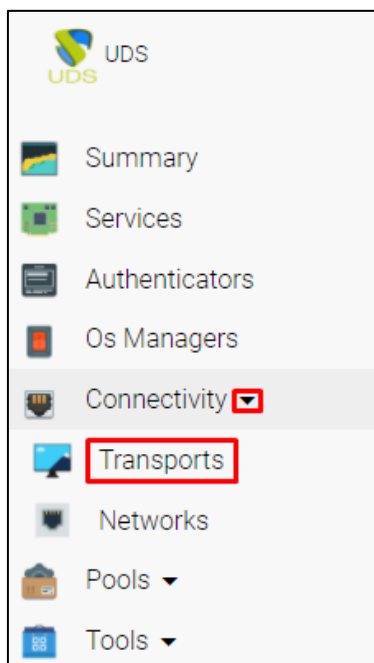 UDS
UDS
Summary
Services
Authenticators
Os Managers
Connectivity
Transports
Networks
Pools
Tools